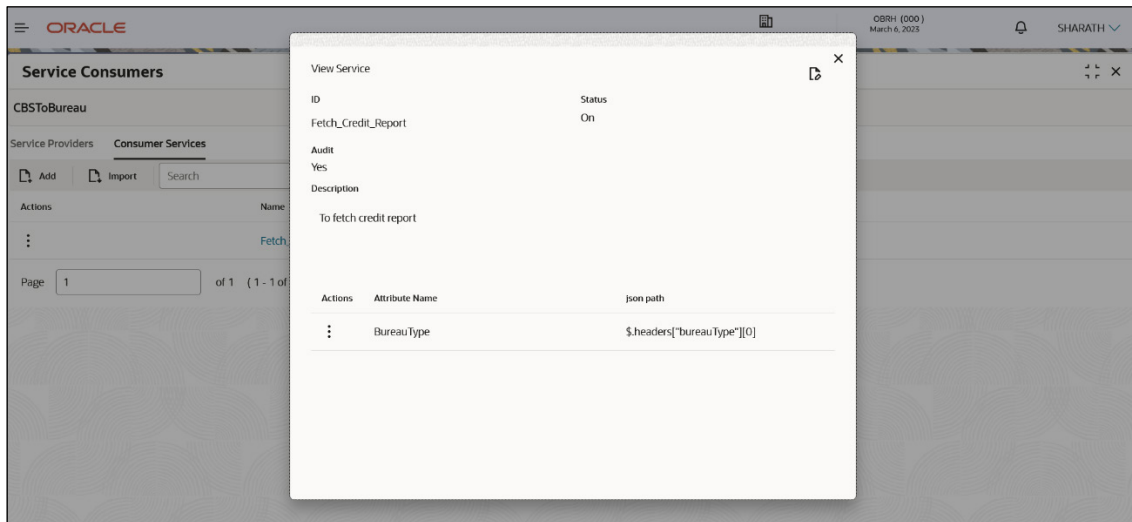 ORACLE
OBRH (000)
March 6, 2023
SHARATH
Service Consumers
CBSToBureau
Service Providers Consumer Services
Add Import Search
Actions Name
Fetch_
Page 1 of 1 (1 - 1 of
View Service
ID Status
Fetch_Credit_Report On
Audit
Yes
Description
To fetch credit report
Actions Attribute Name json path
BureauType $.headers["bureauType"][0]